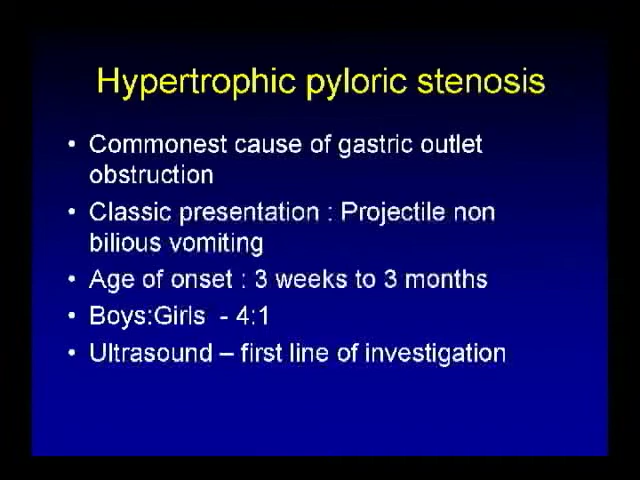 Hypertrophic pyloric stenosis
• Commonest cause of gastric outlet
obstruction
• Classic presentation : Projectile non
bilious vomiting
• Age of onset : 3 weeks to 3 months
• Boys:Girls - 4:1
• Ultrasound – first line of investigation